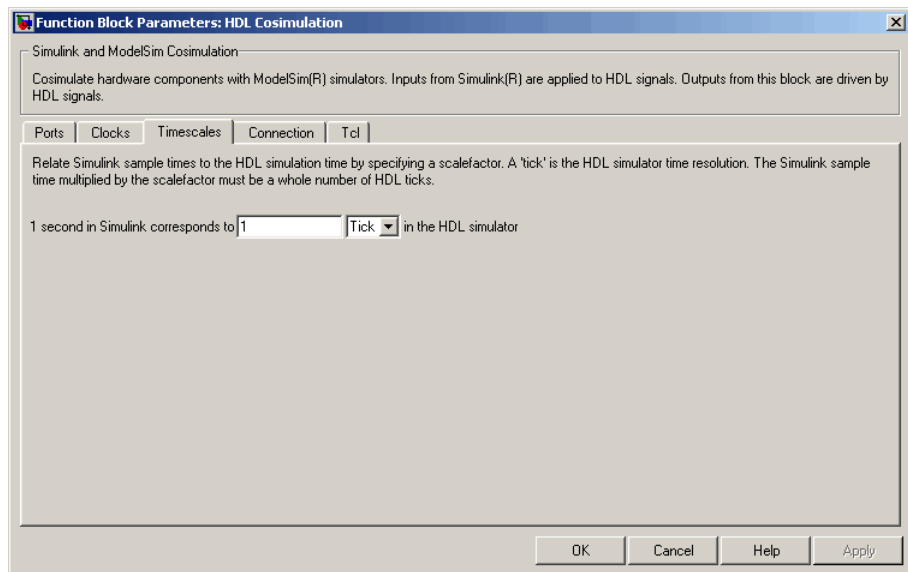 Function Block Parameters: HDL Cosimulation
Simulink and ModelSim Cosimulation
Cosimulate hardware components with ModelSim(R) simulators. Inputs from Simulink(R) are applied to HDL signals. Outputs from this block are driven by
HDL signals.
Ports Clocks Timescales Connection Tcl
Relate Simulink sample times to the HDL simulation time by specifying a scalefactor. A 'tick' is the HDL simulator time resolution. The Simulink sample
time multiplied by the scalefactor must be a whole number of HDL ticks.
1 second in Simulink corresponds to 1 Tick in the HDL simulator
OK Cancel Help Apply